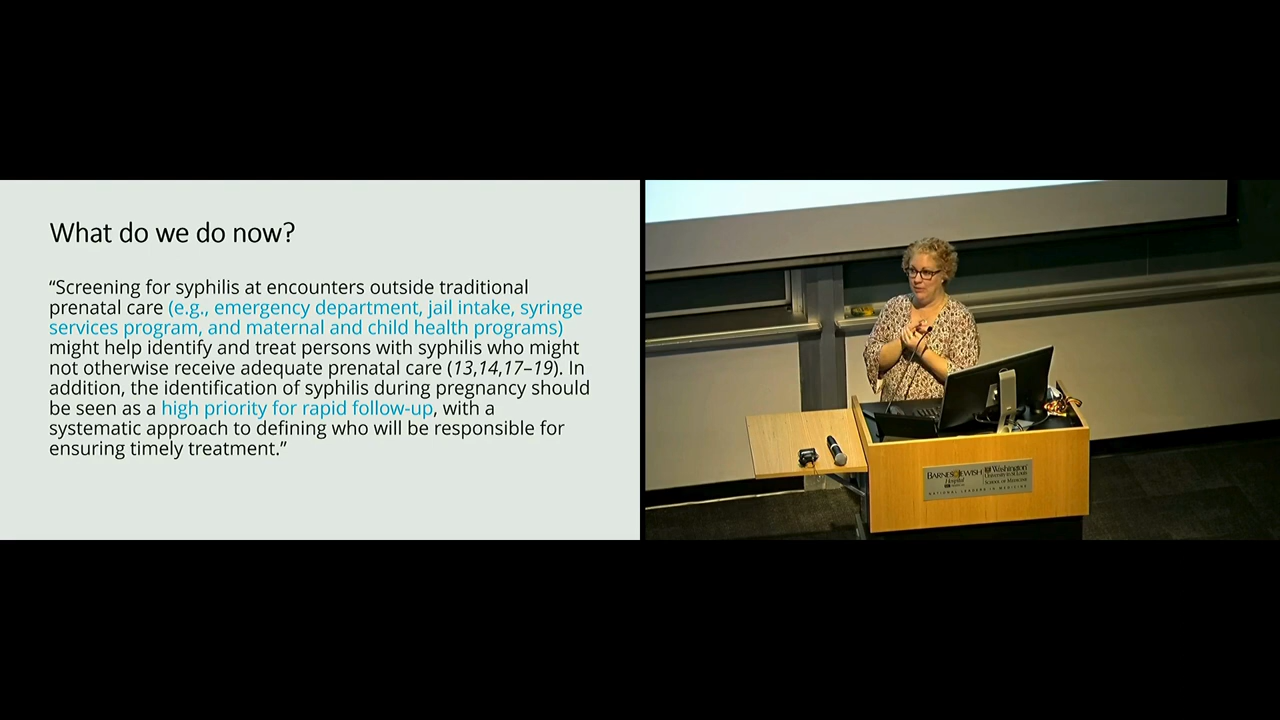 What do we do now?
“Screening for syphilis at encounters outside traditional
prenatal care (e.g., emergency department, jail intake, syringe
services program, and maternal and child health programs)
might help identify and treat persons with syphilis who might
not otherwise receive adequate prenatal care (13,14,17–19). In
addition, the identification of syphilis during pregnancy should
be seen as a high priority for rapid follow-up, with a
systematic approach to defining who will be responsible for
ensuring timely treatment.”
BARNES JEWISH
Hospital
Washington
University in St. Louis
SCHOOL OF MEDICINE
NATIONAL LEADERS IN MEDICINE